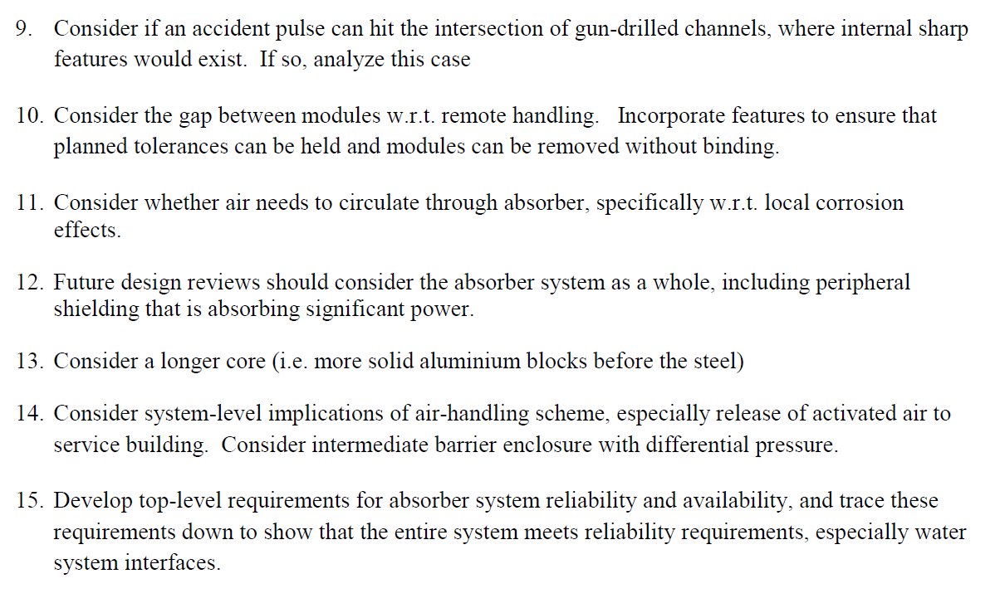 9. Consider if an accident pulse can hit the intersection of gun-drilled channels, where internal sharp
features would exist. If so, analyze this case
10. Consider the gap between modules w.r.t. remote handling. Incorporate features to ensure that
planned tolerances can be held and modules can be removed without binding.
11. Consider whether air needs to circulate through absorber, specifically w.r.t. local corrosion
effects.
12. Future design reviews should consider the absorber system as a whole, including peripheral
shielding that is absorbing significant power.
13. Consider a longer core (i.e. more solid aluminium blocks before the steel)
14. Consider system-level implications of air-handling scheme, especially release of activated air to
service building. Consider intermediate barrier enclosure with differential pressure.
15. Develop top-level requirements for absorber system reliability and availability, and trace these
requirements down to show that the entire system meets reliability requirements, especially water
system interfaces.